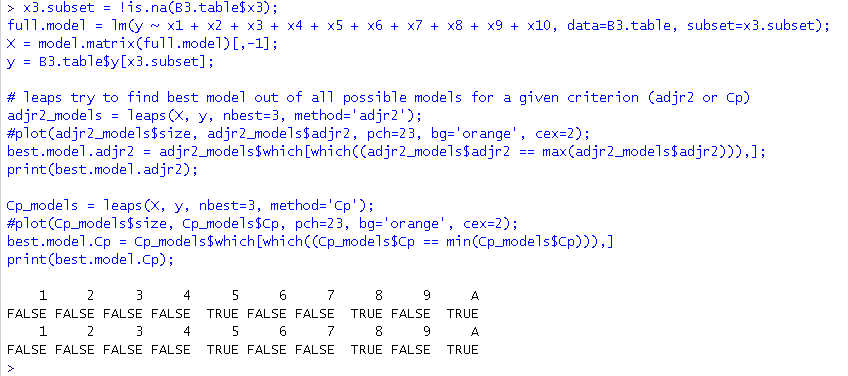 > x3.subset = !is.na(B3.table$x3);
full.model = lm(y ~ x1 + x2 + x3 + x4 + x5 + x6 + x7 + x8 + x9 + x10, data=B3.table, subset=x3.subset);
X = model.matrix(full.model)[,-1];
y = B3.table$y[x3.subset];

# leaps try to find best model out of all possible models for a given criterion (adjr2 or Cp)
adjr2_models = leaps(X, y, nbest=3, method='adjr2');
#plot(adjr2_models$size, adjr2_models$adjr2, pch=23, bg='orange', cex=2);
best.model.adjr2 = adjr2_models$which[which((adjr2_models$adjr2 == max(adjr2_models$adjr2))),];
print(best.model.adjr2);

Cp_models = leaps(X, y, nbest=3, method='Cp');
#plot(Cp_models$size, Cp_models$Cp, pch=23, bg='orange', cex=2);
best.model.Cp = Cp_models$which[which((Cp_models$Cp == min(Cp_models$Cp))),]
print(best.model.Cp);

    1     2     3     4     5     6     7     8     9     A
FALSE FALSE FALSE FALSE  TRUE FALSE FALSE  TRUE FALSE  TRUE
    1     2     3     4     5     6     7     8     9     A
FALSE FALSE FALSE FALSE  TRUE FALSE FALSE  TRUE FALSE  TRUE
>